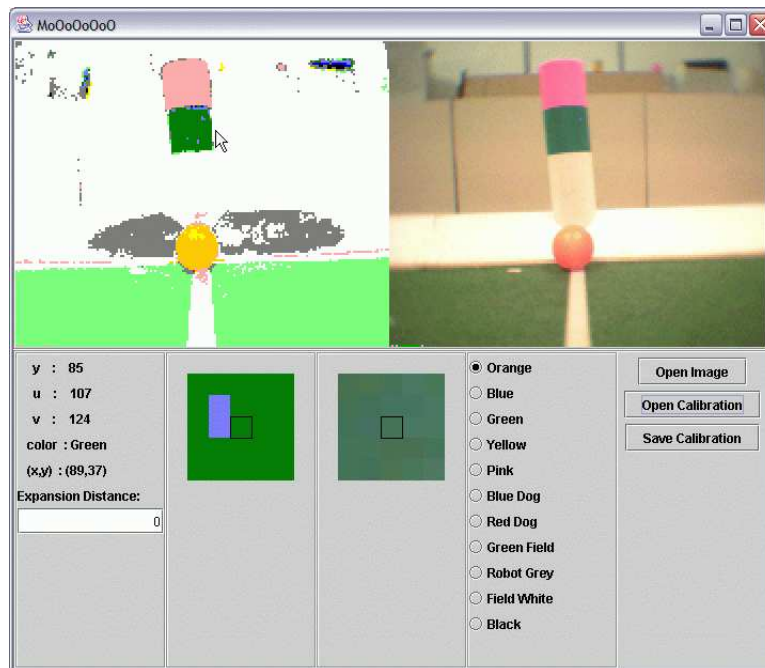 MoOoOoOoO
y : 85
u : 107
v : 124
color : Green
(x,y) : (89,37)
Expansion Distance:
0
Orange
Blue
Green
Yellow
Pink
Blue Dog
Red Dog
Green Field
Robot Grey
Field White
Black
Open Image
Open Calibration
Save Calibration